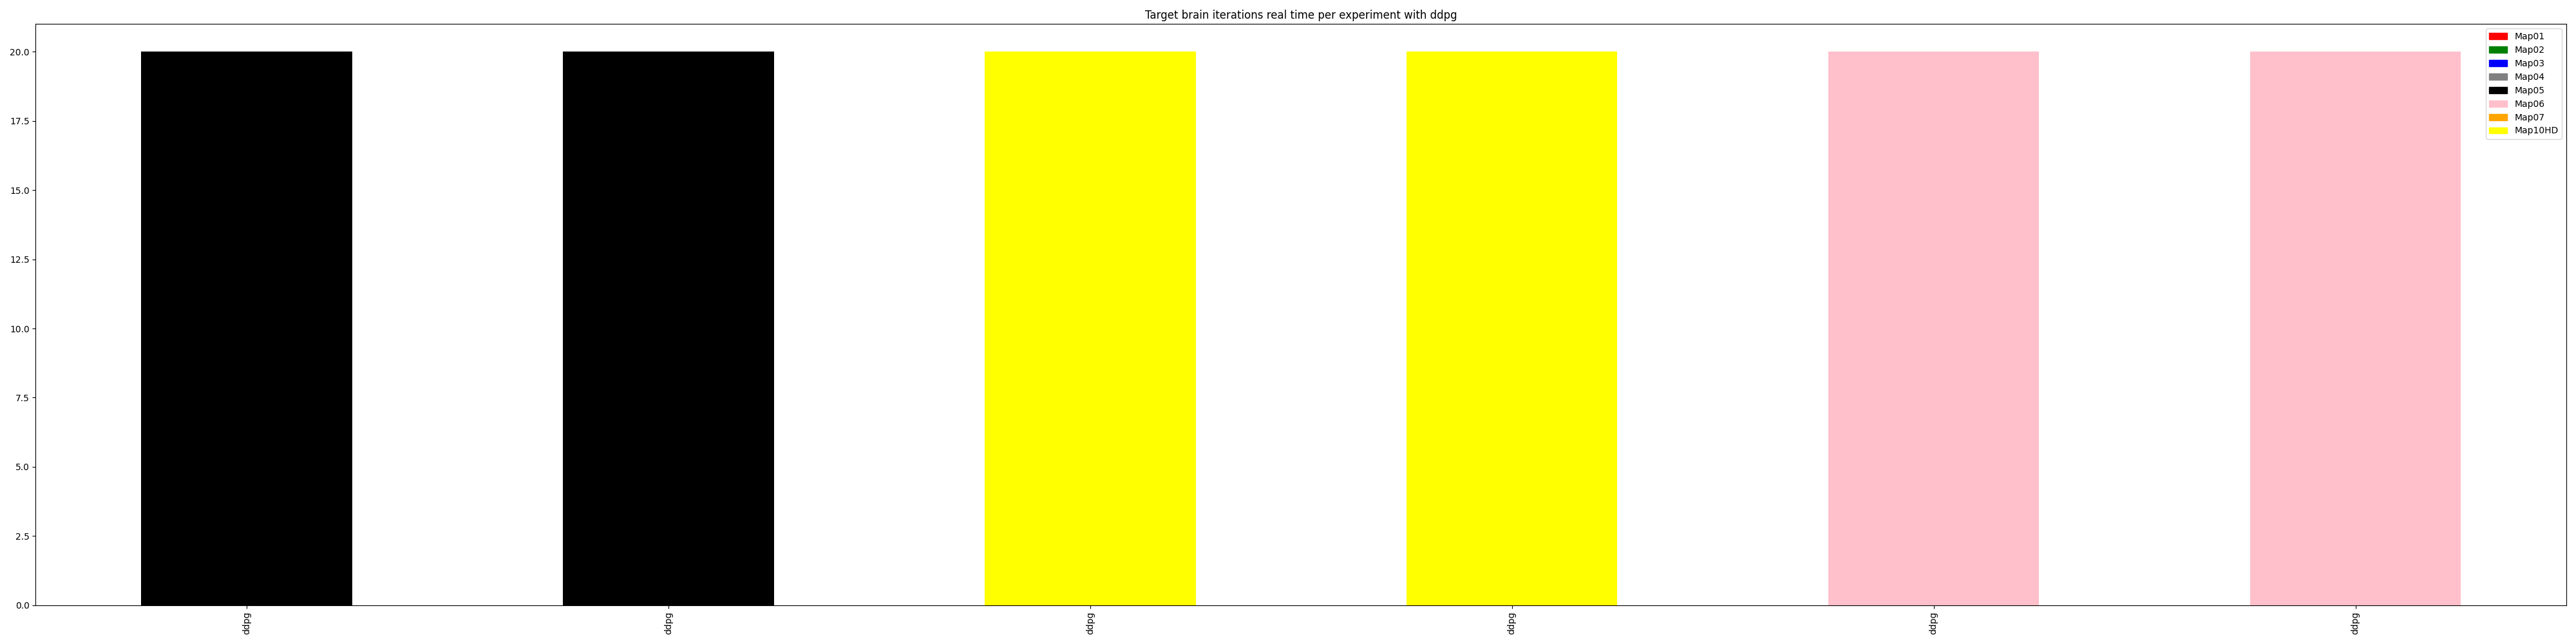 Target brain iterations real time per experiment with ddpg
20.0
17.5
15.0
12.5
10.0
7.5
5.0
2.5
0.0
Map01
Map02
Map03
Map04
Map05
Map06
Map07
Map10HD
ddpg
ddpg
ddpg
ddpg
ddpg
ddpg